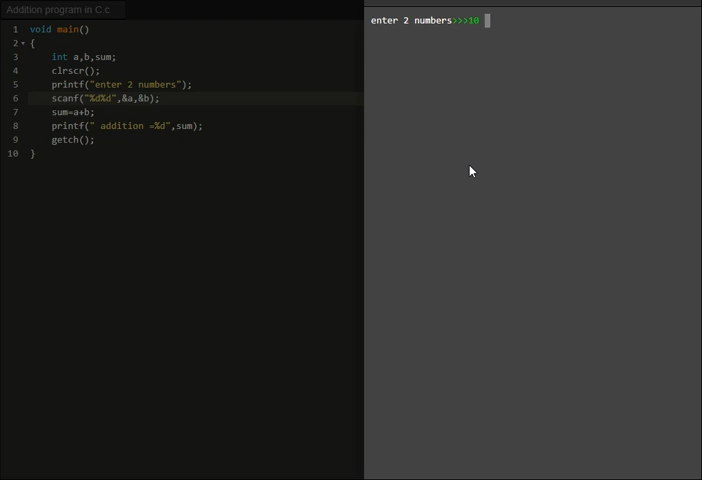 Addition program in C.c
1 void main()
2 {
3 int a,b,sum;
4 clrscr();
5 printf("enter 2 numbers");
6 scanf("%d%d",&a,&b);
7 sum=a+b;
8 printf(" addition =%d",sum);
9 getch();
10 }
enter 2 numbers>>>10